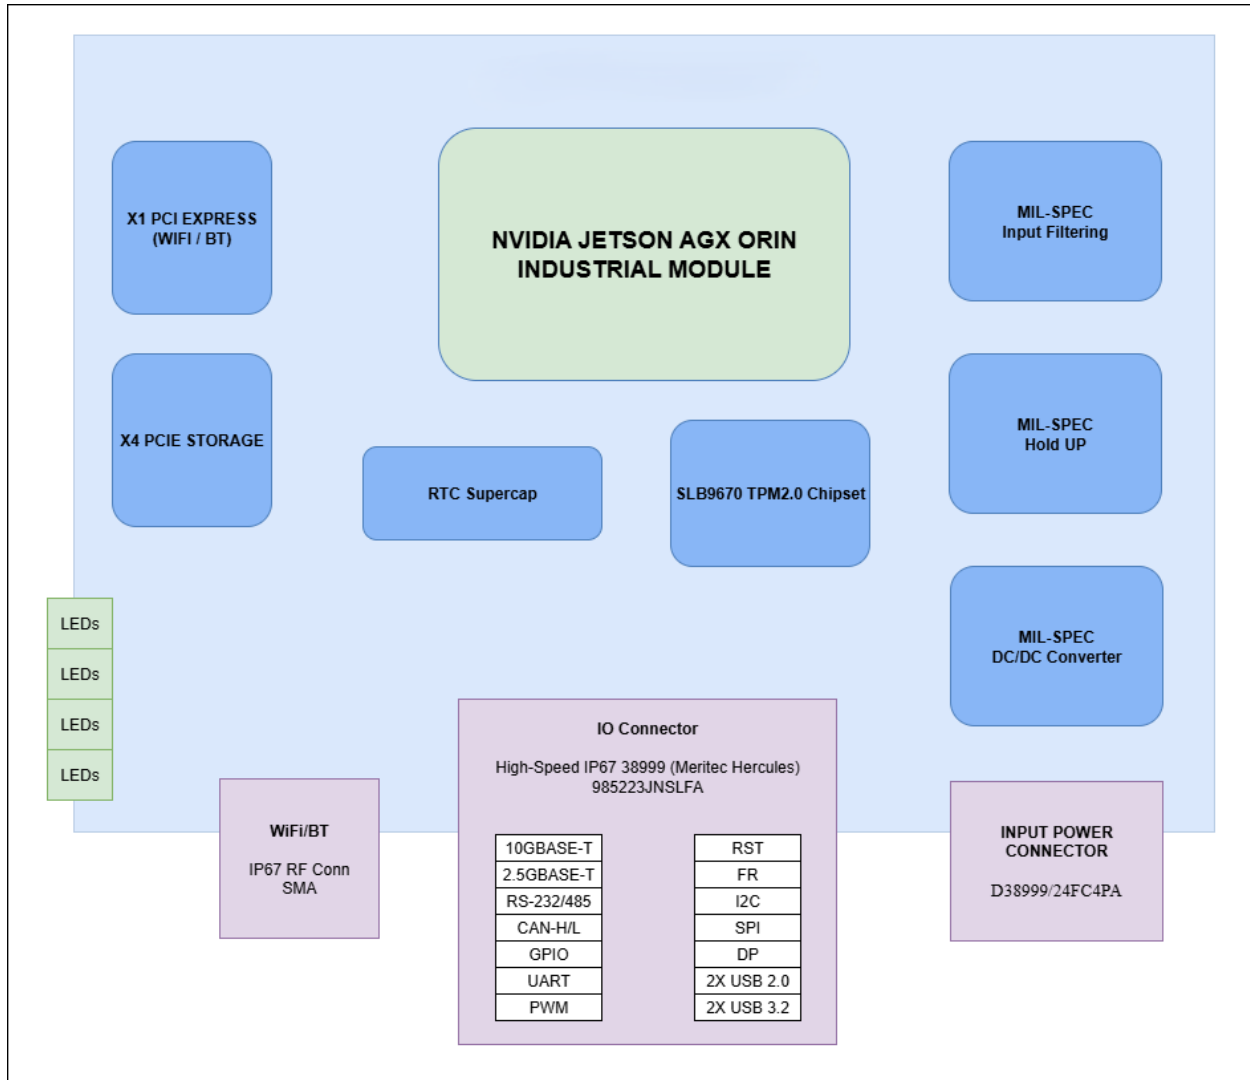 X1 PCI EXPRESS
(WIFI / BT)
NVIDIA JETSON AGX ORIN
INDUSTRIAL MODULE
MIL-SPEC
Input Filtering
X4 PCIE STORAGE
RTC Supercap
SLB9670 TPM2.0 Chipset
MIL-SPEC
Hold UP
MIL-SPEC
DC/DC Converter
LEDs
LEDs
LEDs
LEDs
WiFi/BT
IP67 RF Conn
SMA
IO Connector
High-Speed IP67 38999 (Meritec Hercules)
985223JNSLFA
10GBASE-T
2.5GBASE-T
RS-232/485
CAN-H/L
GPIO
UART
PWM
RST
FR
I2C
SPI
DP
2X USB 2.0
2X USB 3.2
INPUT POWER
CONNECTOR
D38999/24FC4PA